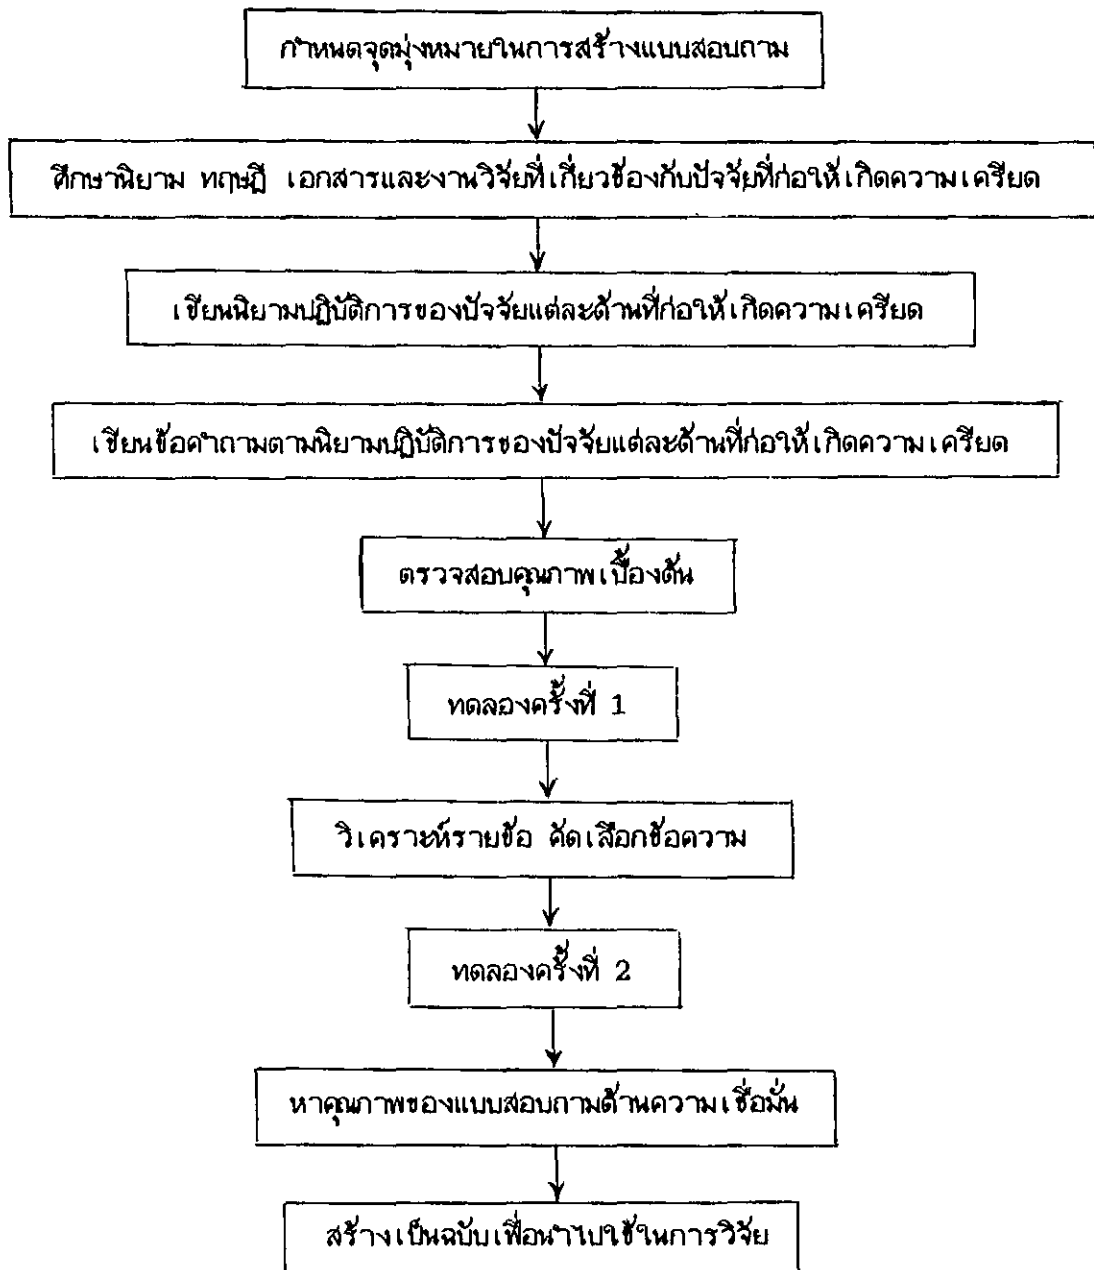 กำหนดจุดมุ่งหมายในการสร้างแบบสอบถาม
ศึกษานิยาม ทฤษฎี เอกสารและงานวิจัยที่เกี่ยวข้องกับปัจจัยที่ก่อให้เกิดความเครียด
เขียนนิยามปฏิบัติการของปัจจัยแต่ละด้านที่ก่อให้เกิดความเครียด
เขียนข้อคำถามตามนิยามปฏิบัติการของปัจจัยแต่ละด้านที่ก่อให้เกิดความเครียด
ตรวจสอบคุณภาพเบื้องต้น
ทดลองครั้งที่ 1
วิเคราะห์รายข้อ คัดเลือกข้อความ
ทดลองครั้งที่ 2
หาคุณภาพของแบบสอบถามด้านความเชื่อมั่น
สร้างเป็นฉบับเพื่อนำไปใช้ในการวิจัย